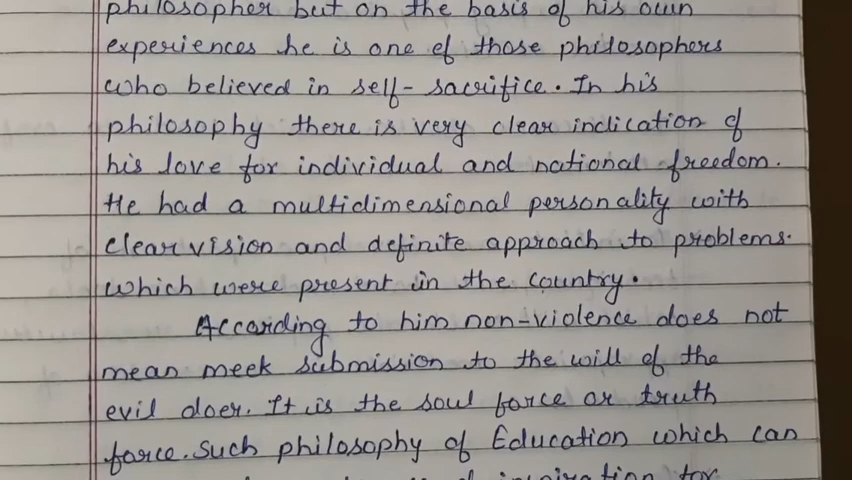 philosopher but on the basis of his own
experiences he is one of those philosophers
who believed in self-sacrifice. In his
philosophy there is very clear indication of
his love for individual and national freedom.
He had a multidimensional personality with
clear vision and definite approach to problems.
which were present in the country.
According to him non-violence does not
mean meek submission to the will of the
evil doer. It is the soul force or truth
force. Such philosophy of Education which can
inspiration for